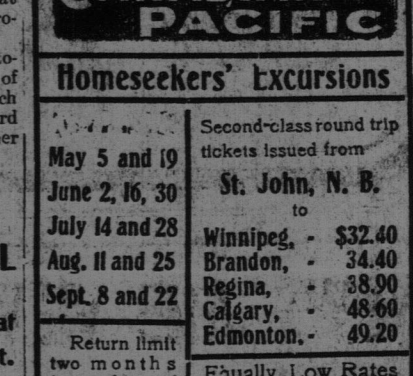 PACIFIC
Homeseekers' Excursions
May 5 and 19
June 2, 16, 30
July 14 and 28
Aug. 11 and 25
Sept. 8 and 22
Return limit
two months
Second-class round trip
tickets issued from
St. John, N. B.
to
Winnipeg, - $32.40
Brandon, - 34.40
Regina, - 38.90
Calgary, - 48.60
Edmonton, - 49.20
Equally Low Rates